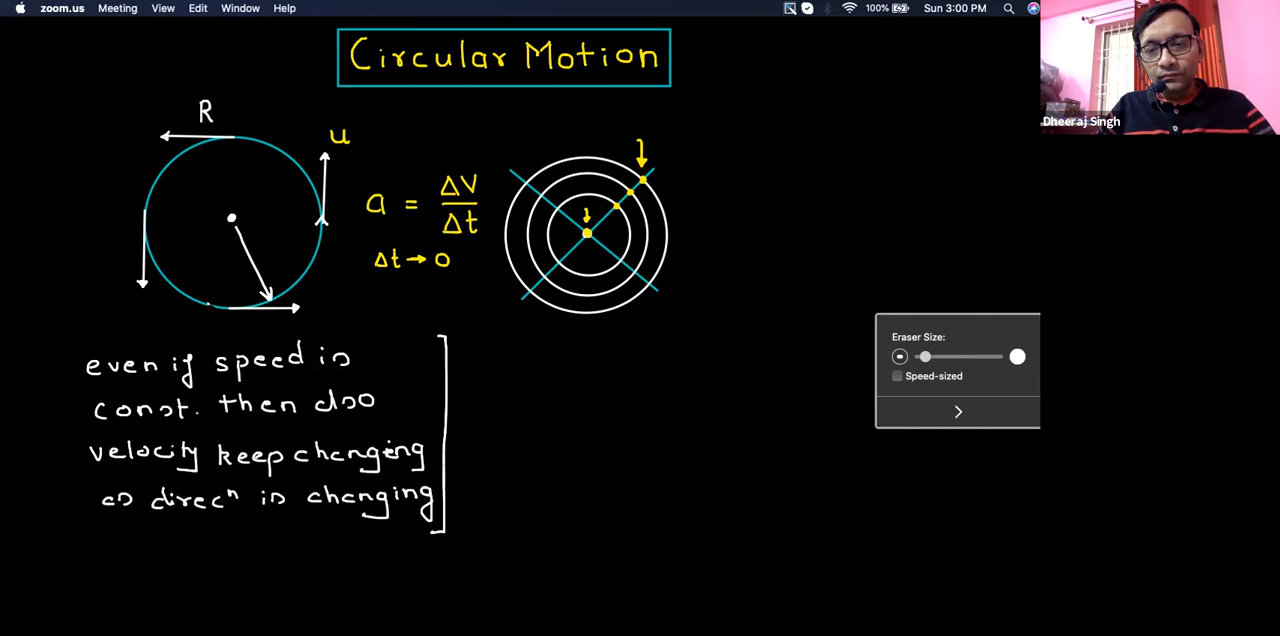 zoom.us Meeting View Edit Window Help 100% Sun 3:00 PM
Circular Motion
Dheeraj Singh
R
u
a = ΔV/Δt
Δt → 0
Eraser Size:
Speed-sized
even if speed is
const. then also
velocity keep changing
as direcⁿ is changing